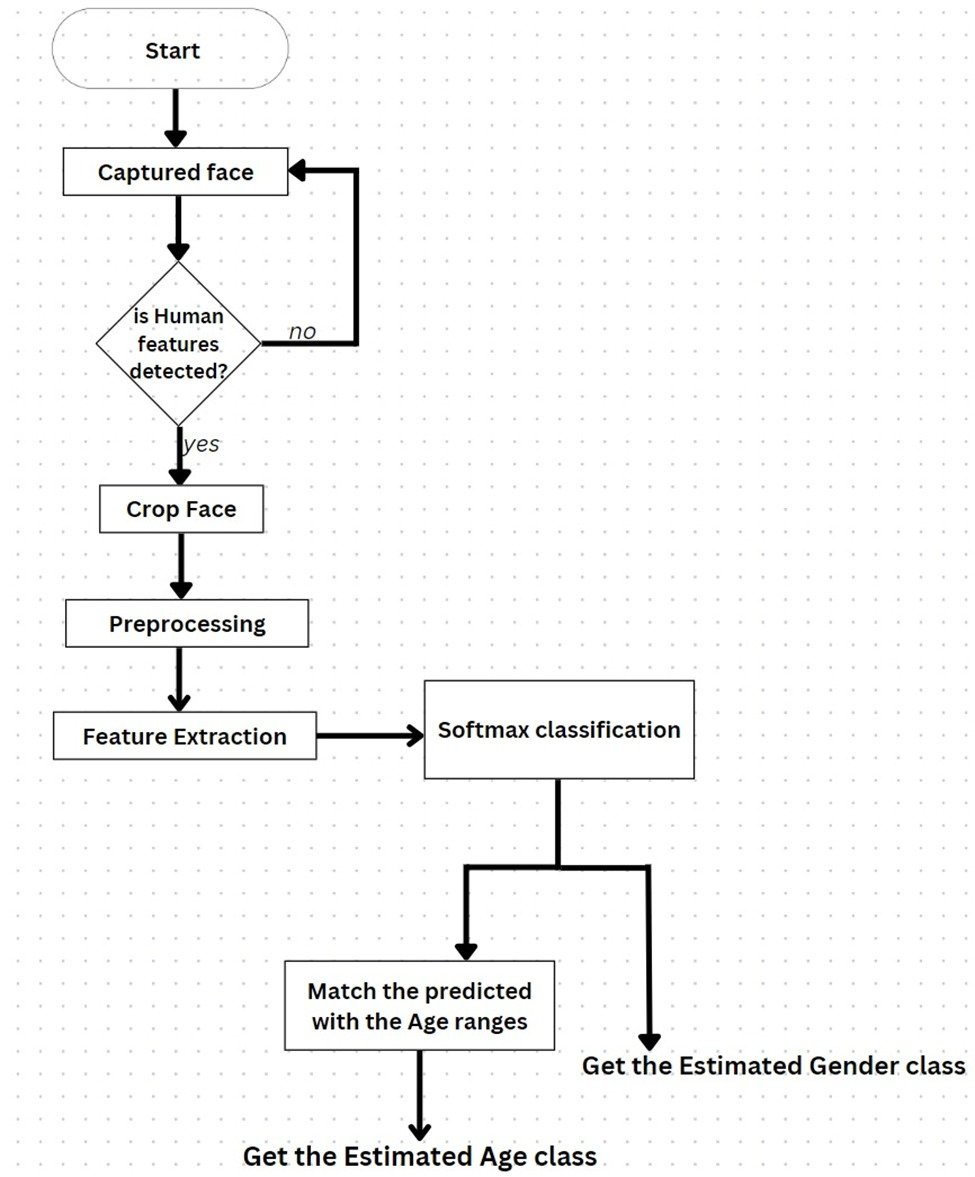 Start
Captured face
is Human
features
detected?
no
yes
Crop Face
Preprocessing
Feature Extraction
Softmax classification
Match the predicted
with the Age ranges
Get the Estimated Gender class
Get the Estimated Age class